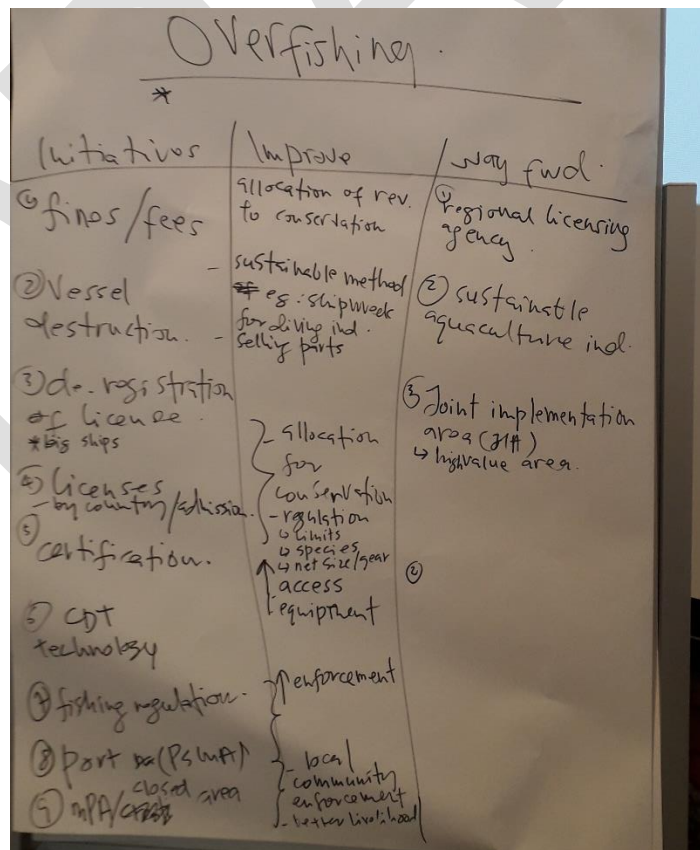 Overfishing.
*
Initiatives
① fines/fees
② Vessel
destruction.
③ de-registration
of license.
* big ships
④ Licenses
- by country/admission.
⑤ certification.
⑥ CDT
technology
⑦ fishing regulation.
⑧ port (PSMA)
⑨ MPA/closed area
Improve
allocation of rev.
to conservation
- sustainable method
eg: shipwreck
for diving ind.
- selling parts
- allocation
for
conservation
- regulation
↳ limits
↳ species
↳ net size/gear
↑ access
equipment
↑ enforcement
- local
community
enforcement
- better livelihood
way fwd.
① regional licensing
agency.
② sustainable
aquaculture ind.
③ Joint implementation
area (JIA)
↳ high value area.
②